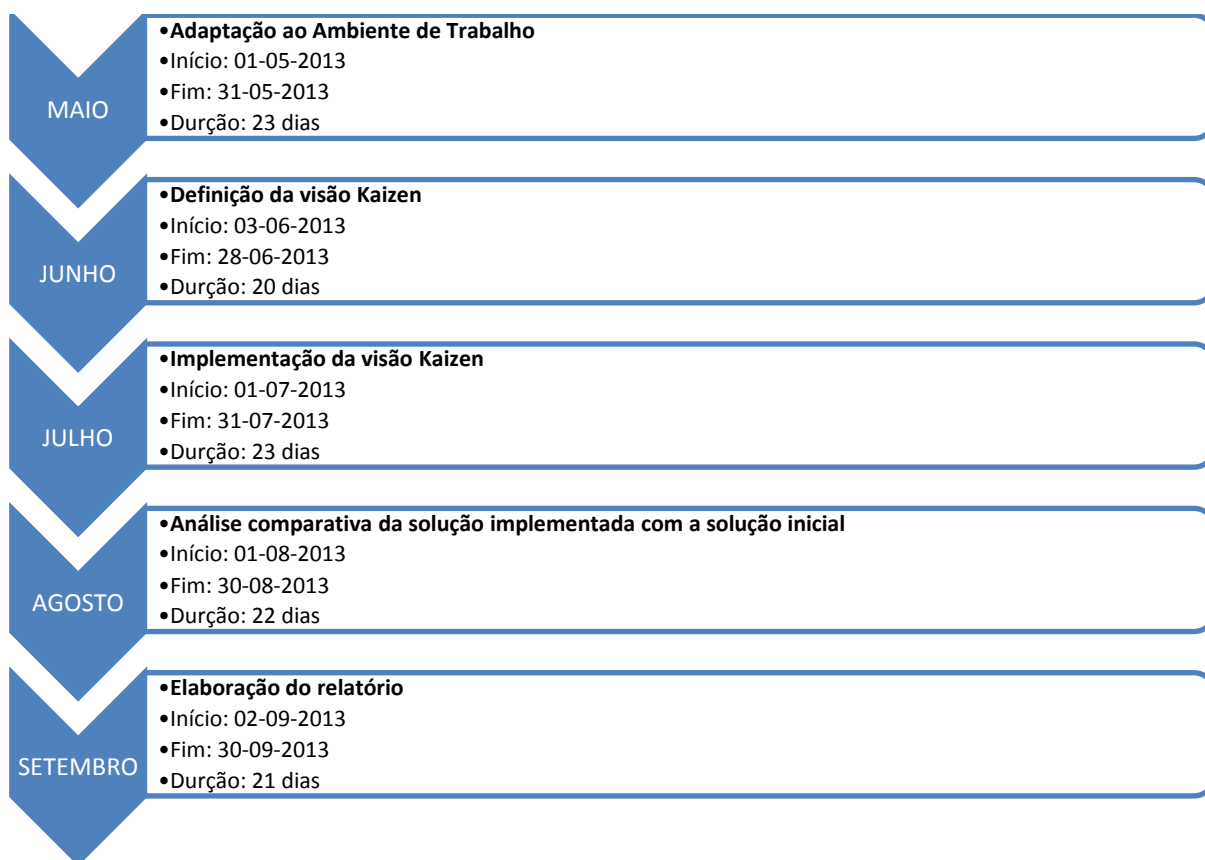 MAIO
•Adaptação ao Ambiente de Trabalho
•Início: 01-05-2013
•Fim: 31-05-2013
•Durção: 23 dias
JUNHO
•Definição da visão Kaizen
•Início: 03-06-2013
•Fim: 28-06-2013
•Durção: 20 dias
JULHO
•Implementação da visão Kaizen
•Início: 01-07-2013
•Fim: 31-07-2013
•Durção: 23 dias
AGOSTO
•Análise comparativa da solução implementada com a solução inicial
•Início: 01-08-2013
•Fim: 30-08-2013
•Durção: 22 dias
SETEMBRO
•Elaboração do relatório
•Início: 02-09-2013
•Fim: 30-09-2013
•Durção: 21 dias